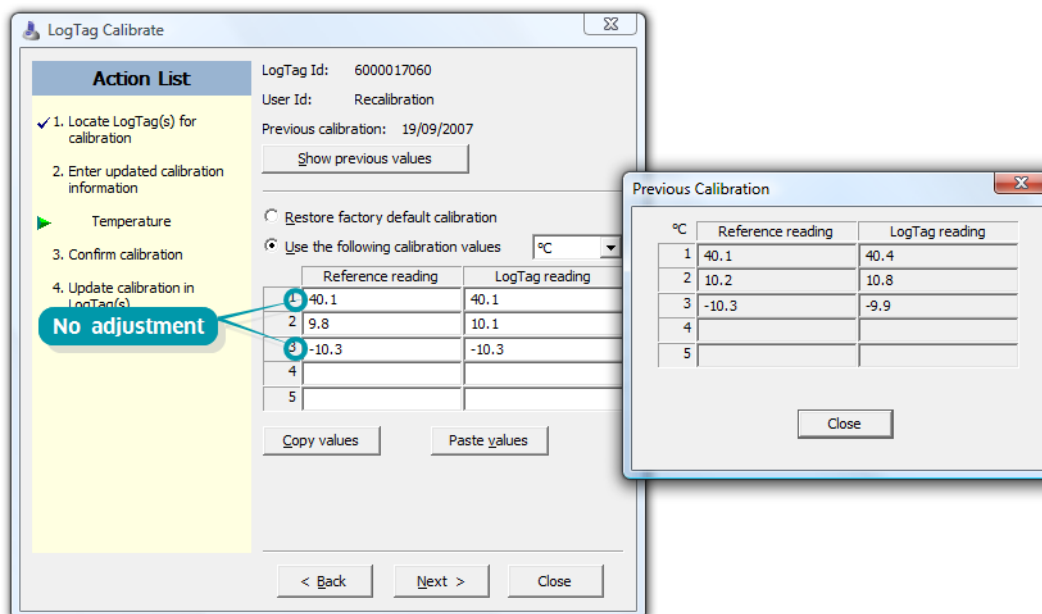 LogTag Calibrate
Action List
1. Locate LogTag(s) for
calibration
2. Enter updated calibration
information
Temperature
3. Confirm calibration
4. Update calibration in
LogTag(s)
No adjustment
LogTag Id: 6000017060
User Id: Recalibration
Previous calibration: 19/09/2007
Show previous values
Restore factory default calibration
Use the following calibration values °C
Reference reading LogTag reading
1 40.1 40.1
2 9.8 10.1
3 -10.3 -10.3
4
5
Copy values Paste values
< Back Next > Close
Previous Calibration
°C Reference reading LogTag reading
1 40.1 40.4
2 10.2 10.8
3 -10.3 -9.9
4
5
Close